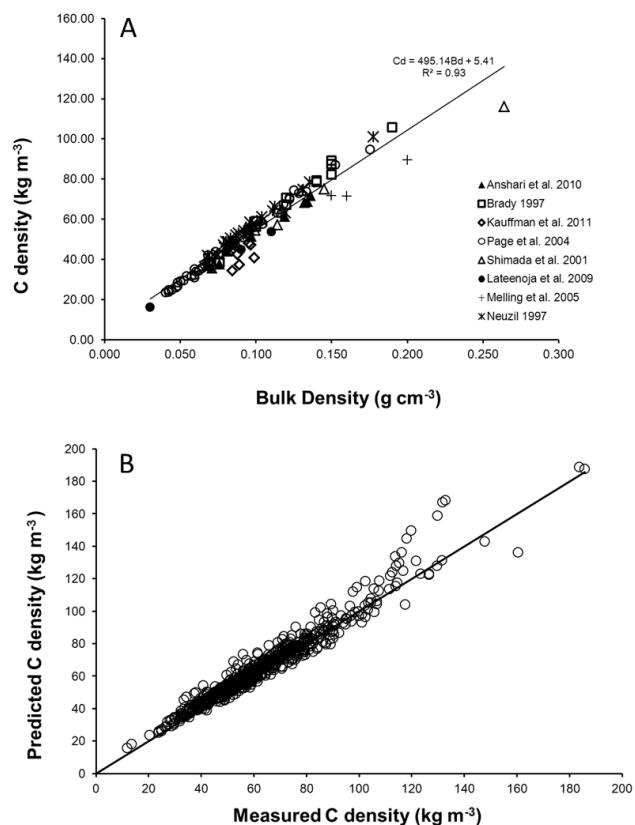 A
160.00
140.00
120.00
100.00
80.00
60.00
40.00
20.00
0.00
C density (kg m-3)
Cd = 495.14Bd + 5.41
R² = 0.93
Anshari et al. 2010
Brady 1997
Kauffman et al. 2011
Page et al. 2004
Shimada et al. 2001
Lateenoja et al. 2009
Melling et al. 2005
Neuzil 1997
0.000 0.050 0.100 0.150 0.200 0.250 0.300
Bulk Density (g cm-3)
B
200
180
160
140
120
100
80
60
40
20
0
Predicted C density (kg m-3)
0 20 40 60 80 100 120 140 160 180 200
Measured C density (kg m-3)